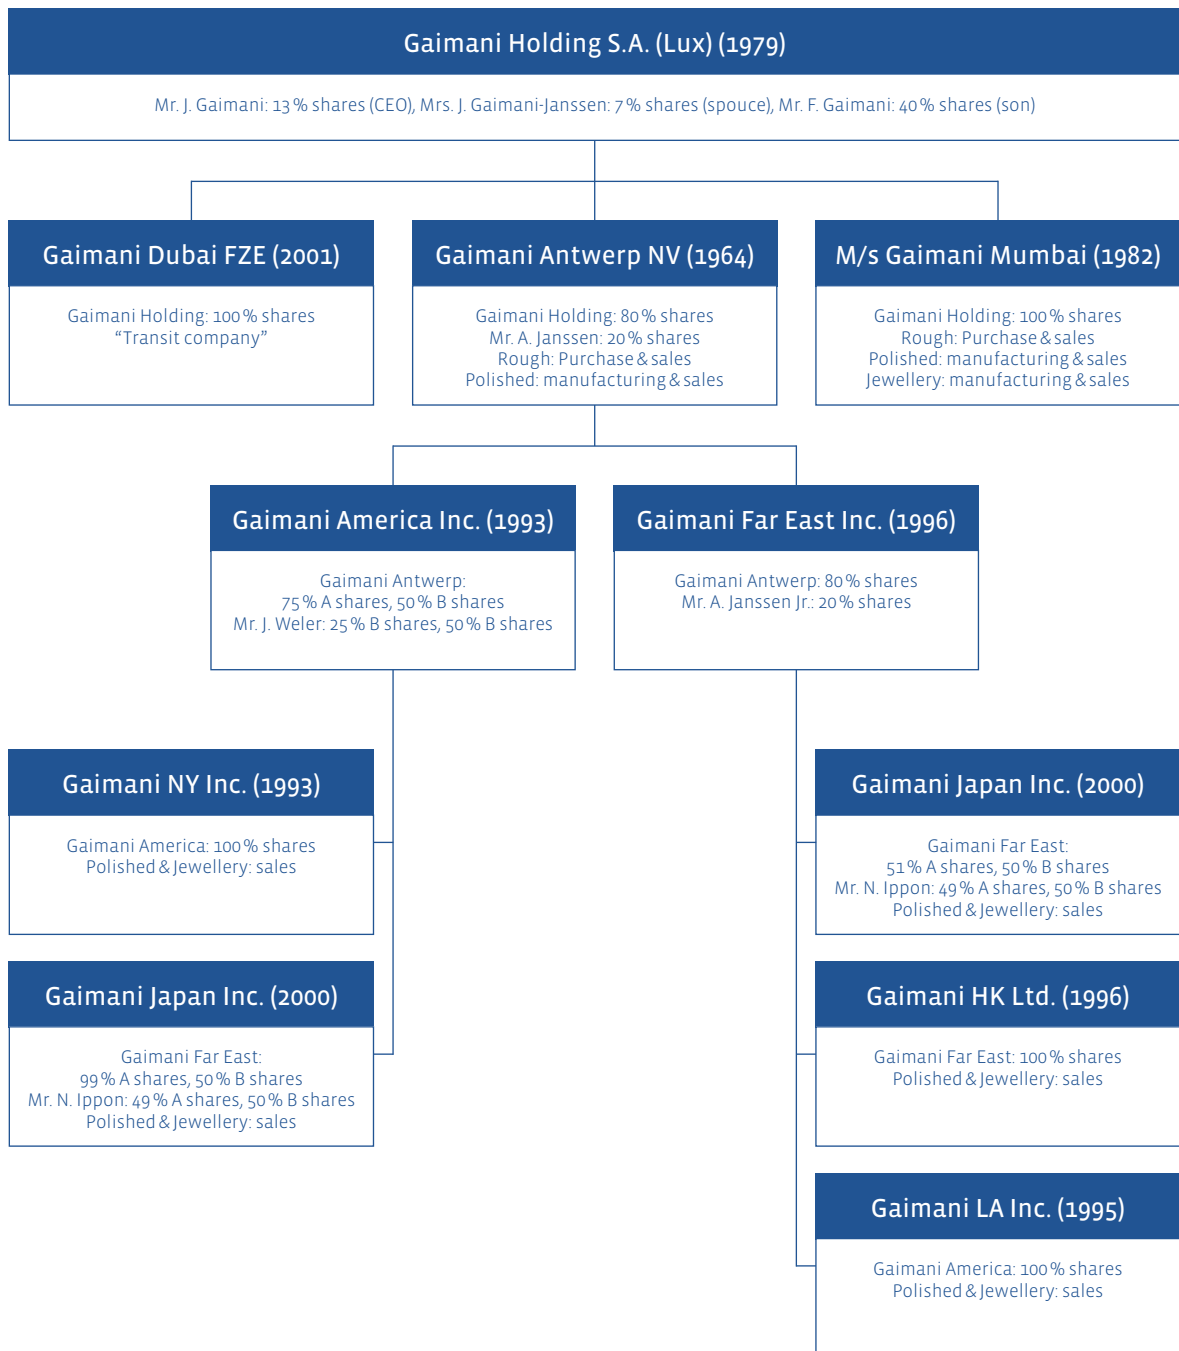 Gaimani Holding S.A. (Lux) (1979)
Mr. J. Gaimani: 13% shares (CEO), Mrs. J. Gaimani-Janssen: 7% shares (spouce), Mr. F. Gaimani: 40% shares (son)
Gaimani Dubai FZE (2001)
Gaimani Holding: 100% shares
“Transit company”
Gaimani Antwerp NV (1964)
Gaimani Holding: 80% shares
Mr. A. Janssen: 20% shares
Rough: Purchase & sales
Polished: manufacturing & sales
M/s Gaimani Mumbai (1982)
Gaimani Holding: 100% shares
Rough: Purchase & sales
Polished: manufacturing & sales
Jewellery: manufacturing & sales
Gaimani America Inc. (1993)
Gaimani Antwerp:
75% A shares, 50% B shares
Mr. J. Weler: 25% B shares, 50% B shares
Gaimani Far East Inc. (1996)
Gaimani Antwerp: 80% shares
Mr. A. Janssen Jr.: 20% shares
Gaimani NY Inc. (1993)
Gaimani America: 100% shares
Polished & Jewellery: sales
Gaimani Japan Inc. (2000)
Gaimani Far East:
99% A shares, 50% B shares
Mr. N. Ippon: 49% A shares, 50% B shares
Polished & Jewellery: sales
Gaimani Japan Inc. (2000)
Gaimani Far East:
51% A shares, 50% B shares
Mr. N. Ippon: 49% A shares, 50% B shares
Polished & Jewellery: sales
Gaimani HK Ltd. (1996)
Gaimani Far East: 100% shares
Polished & Jewellery: sales
Gaimani LA Inc. (1995)
Gaimani America: 100% shares
Polished & Jewellery: sales